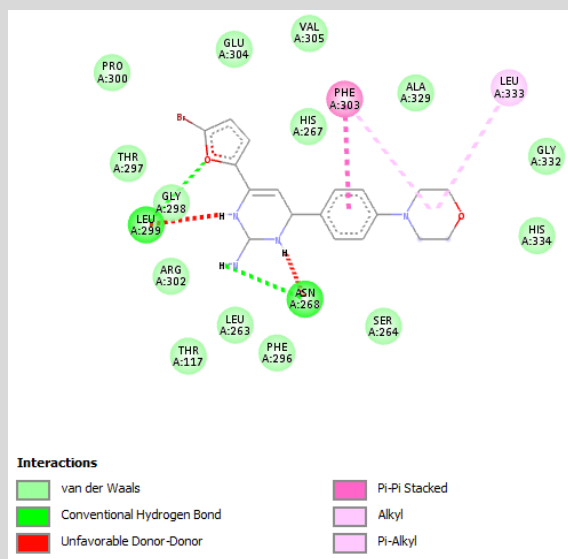 VAL
A:305
GLU
A:304
PRO
A:300
PHE
A:303
ALA
A:329
LEU
A:333
Br
HIS
A:267
THR
A:297
O
GLY
A:332
GLY
A:298
LEU
A:299
H
N
N
O
HIS
A:334
N
H
ARG
A:302
H
N
ASN
A:268
LEU
A:263
SER
A:264
THR
A:117
PHE
A:296
Interactions
van der Waals
Conventional Hydrogen Bond
Unfavorable Donor-Donor
Pi-Pi Stacked
Alkyl
Pi-Alkyl